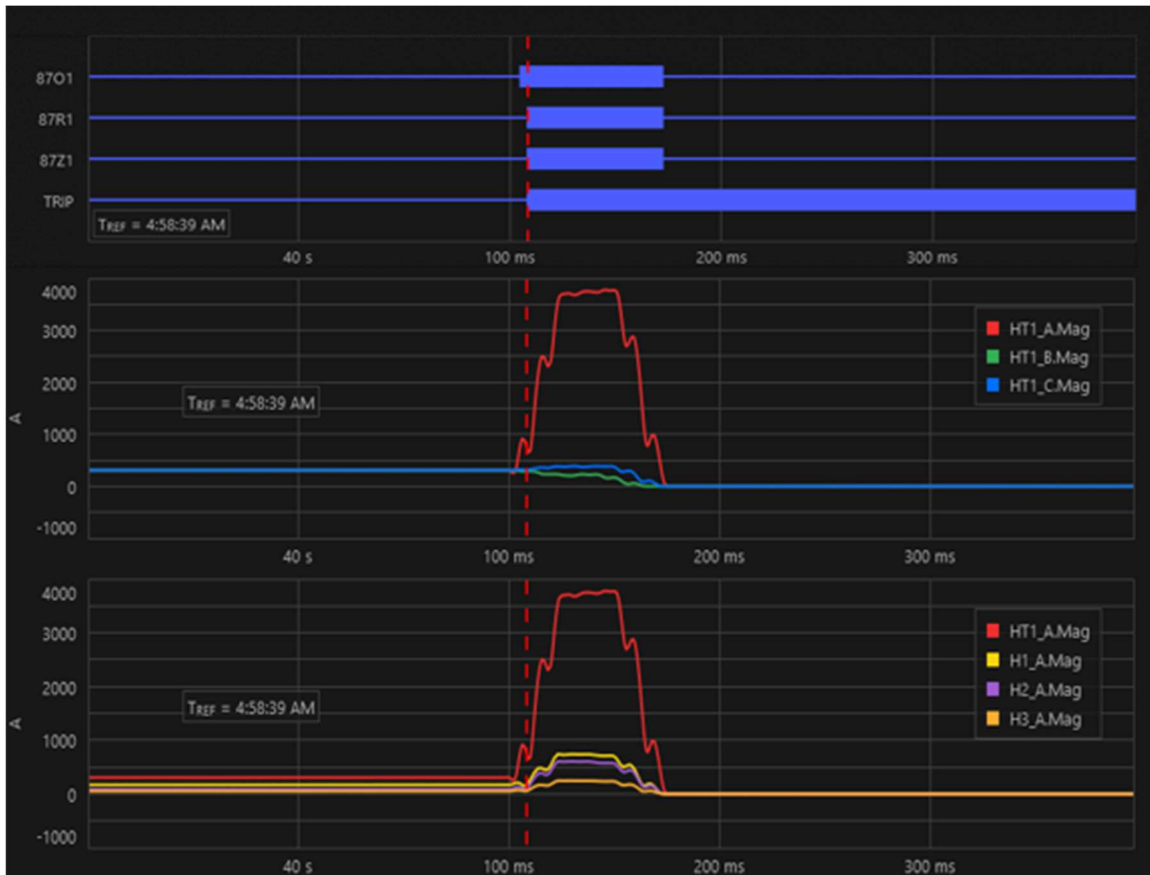 87O1
87R1
87Z1
TRIP
TREF = 4:58:39 AM
40 s 100 ms 200 ms 300 ms
4000
3000
2000
1000
0
-1000
A
TREF = 4:58:39 AM
HT1_A.Mag
HT1_B.Mag
HT1_C.Mag
40 s 100 ms 200 ms 300 ms
4000
3000
2000
1000
0
-1000
A
TREF = 4:58:39 AM
HT1_A.Mag
H1_A.Mag
H2_A.Mag
H3_A.Mag
40 s 100 ms 200 ms 300 ms